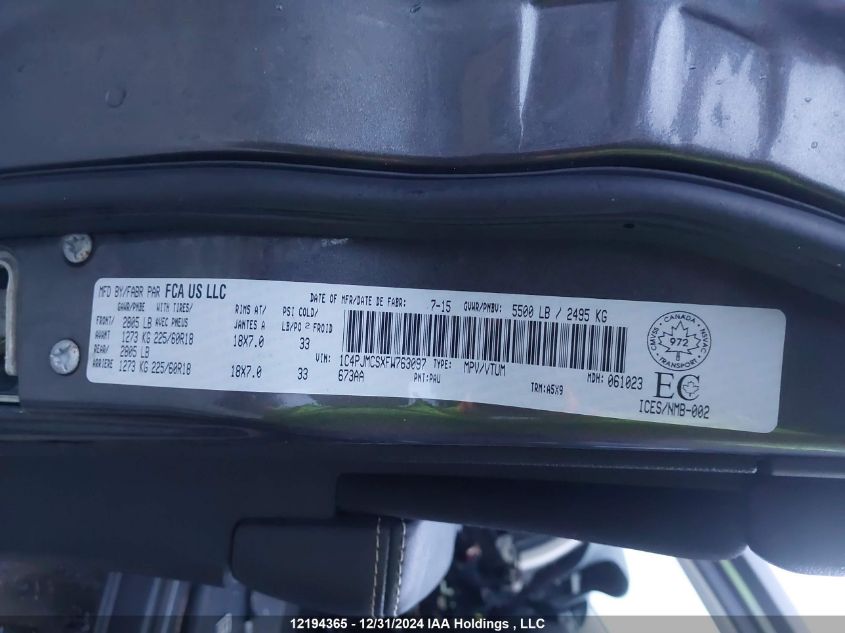 MFD BY/FABR PAR FCA US LLC
DATE OF MFR/DATE DE FABR: 7-15 GVWR/PNBV: 5500 LB / 2495 KG
GAWR/PNBE WITH TIRES/ RIMS AT/ PSI COLD/
FRONT/ 2805 LB AVEC PNEUS JANTES A LB/PO 2 FROID
AVANT 1273 KG 225/60R18 18X7.0 33
REAR/ 2805 LB
ARRIERE 1273 KG 225/60R18 18X7.0 33
VIN: 1C4PJMCSXFW763097 TYPE: MPV/VTUM
673AA PNT:PAU TRM:A5X9 MDH: 061023
CMVSS CANADA NSVAC
972
TRANSPORT
EC
ICES/NMB-002
12194365 - 12/31/2024 IAA Holdings , LLC